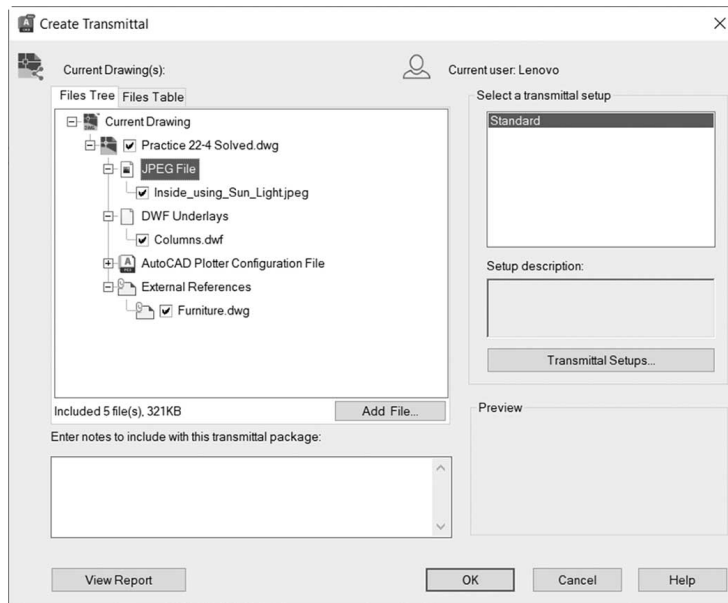 Create Transmittal
Current Drawing(s):
Current user: Lenovo
Files Tree
Files Table
Current Drawing
Practice 22-4 Solved.dwg
JPEG File
Inside_using_Sun_Light.jpeg
DWF Underlays
Columns.dwf
AutoCAD Plotter Configuration File
External References
Furniture.dwg
Included 5 file(s), 321KB
Add File...
Enter notes to include with this transmittal package:
Select a transmittal setup
Standard
Setup description:
Transmittal Setups...
Preview
View Report
OK
Cancel
Help